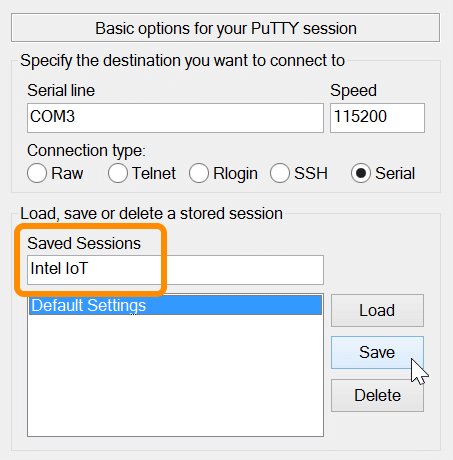 Basic options for your PuTTY session
Specify the destination you want to connect to
Serial line Speed
COM3 115200
Connection type:
Raw Telnet Rlogin SSH Serial
Load, save or delete a stored session
Saved Sessions
Intel IoT
Default Settings
Load
Save
Delete